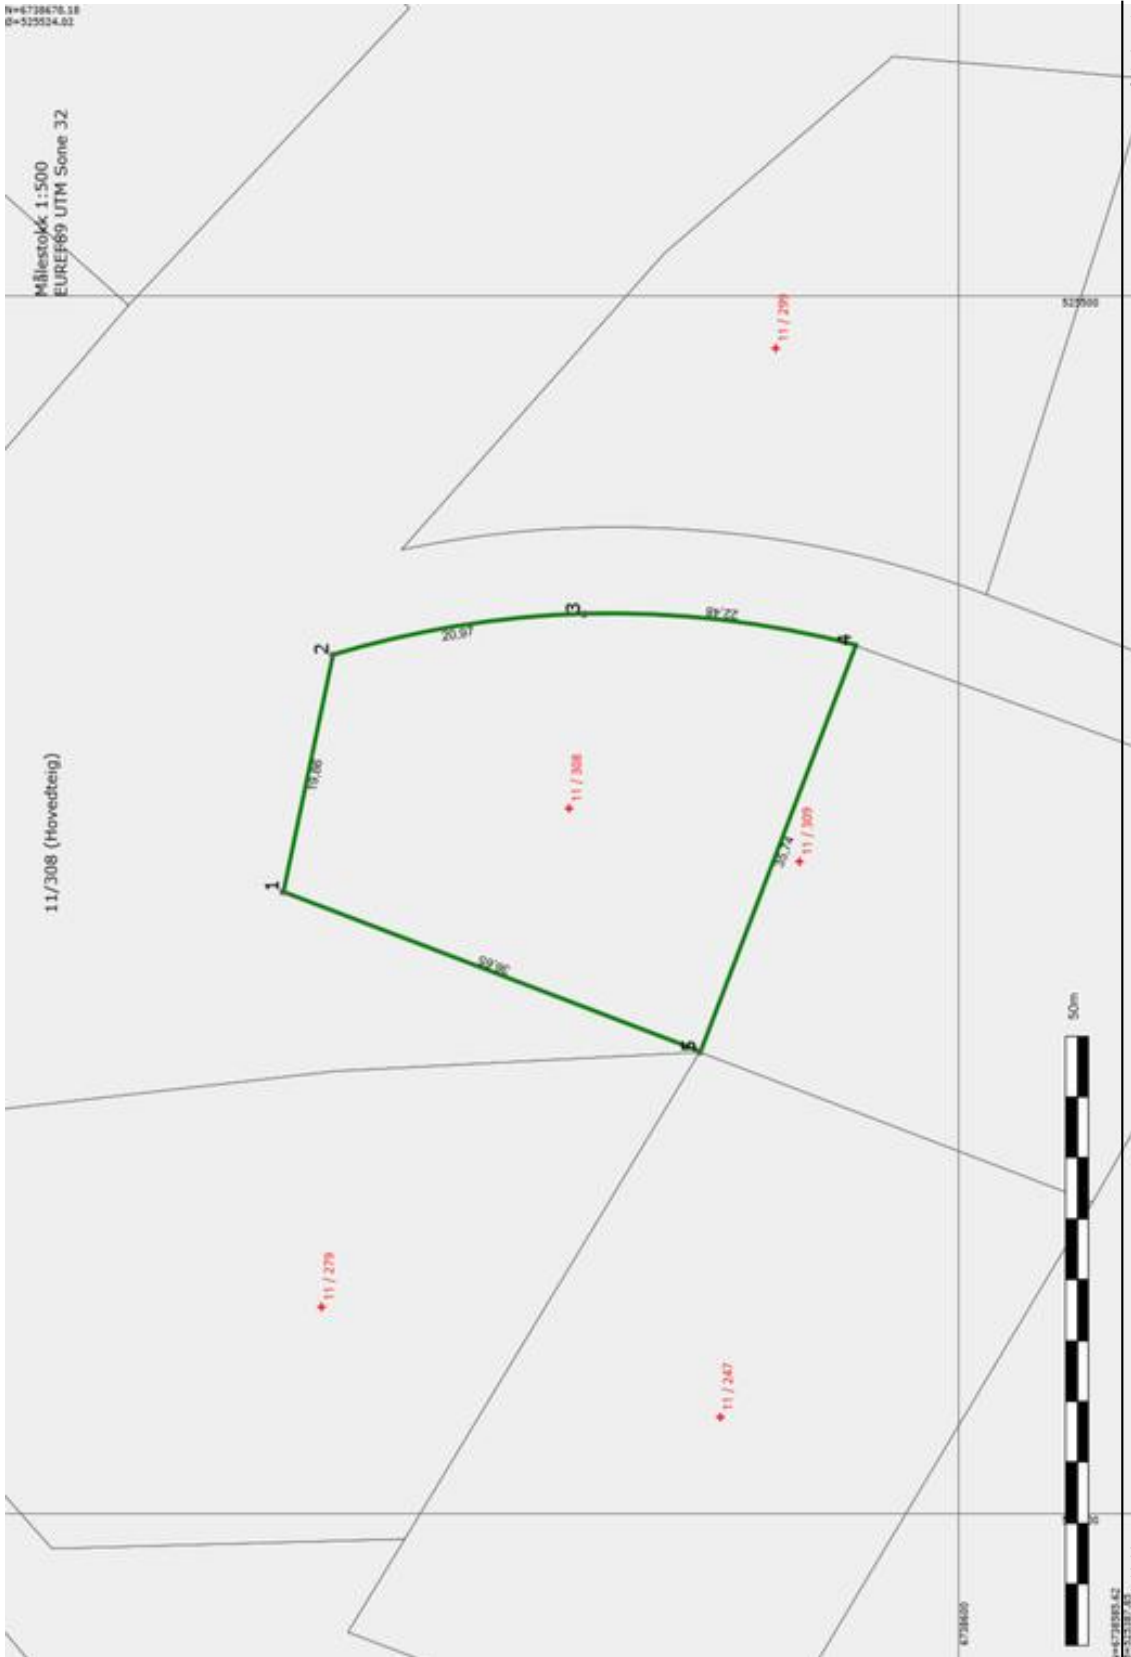 N=6738678.18
Ø=525524.02
Målestokk 1:500
EUREF89 UTM Sone 32
11/308 (Hovedteig)
11 / 299
525500
2
3
4
20,97
22,48
19,86
11 / 308
11 / 309
35,74
1
36,65
5
50m
11 / 279
11 / 247
6738600